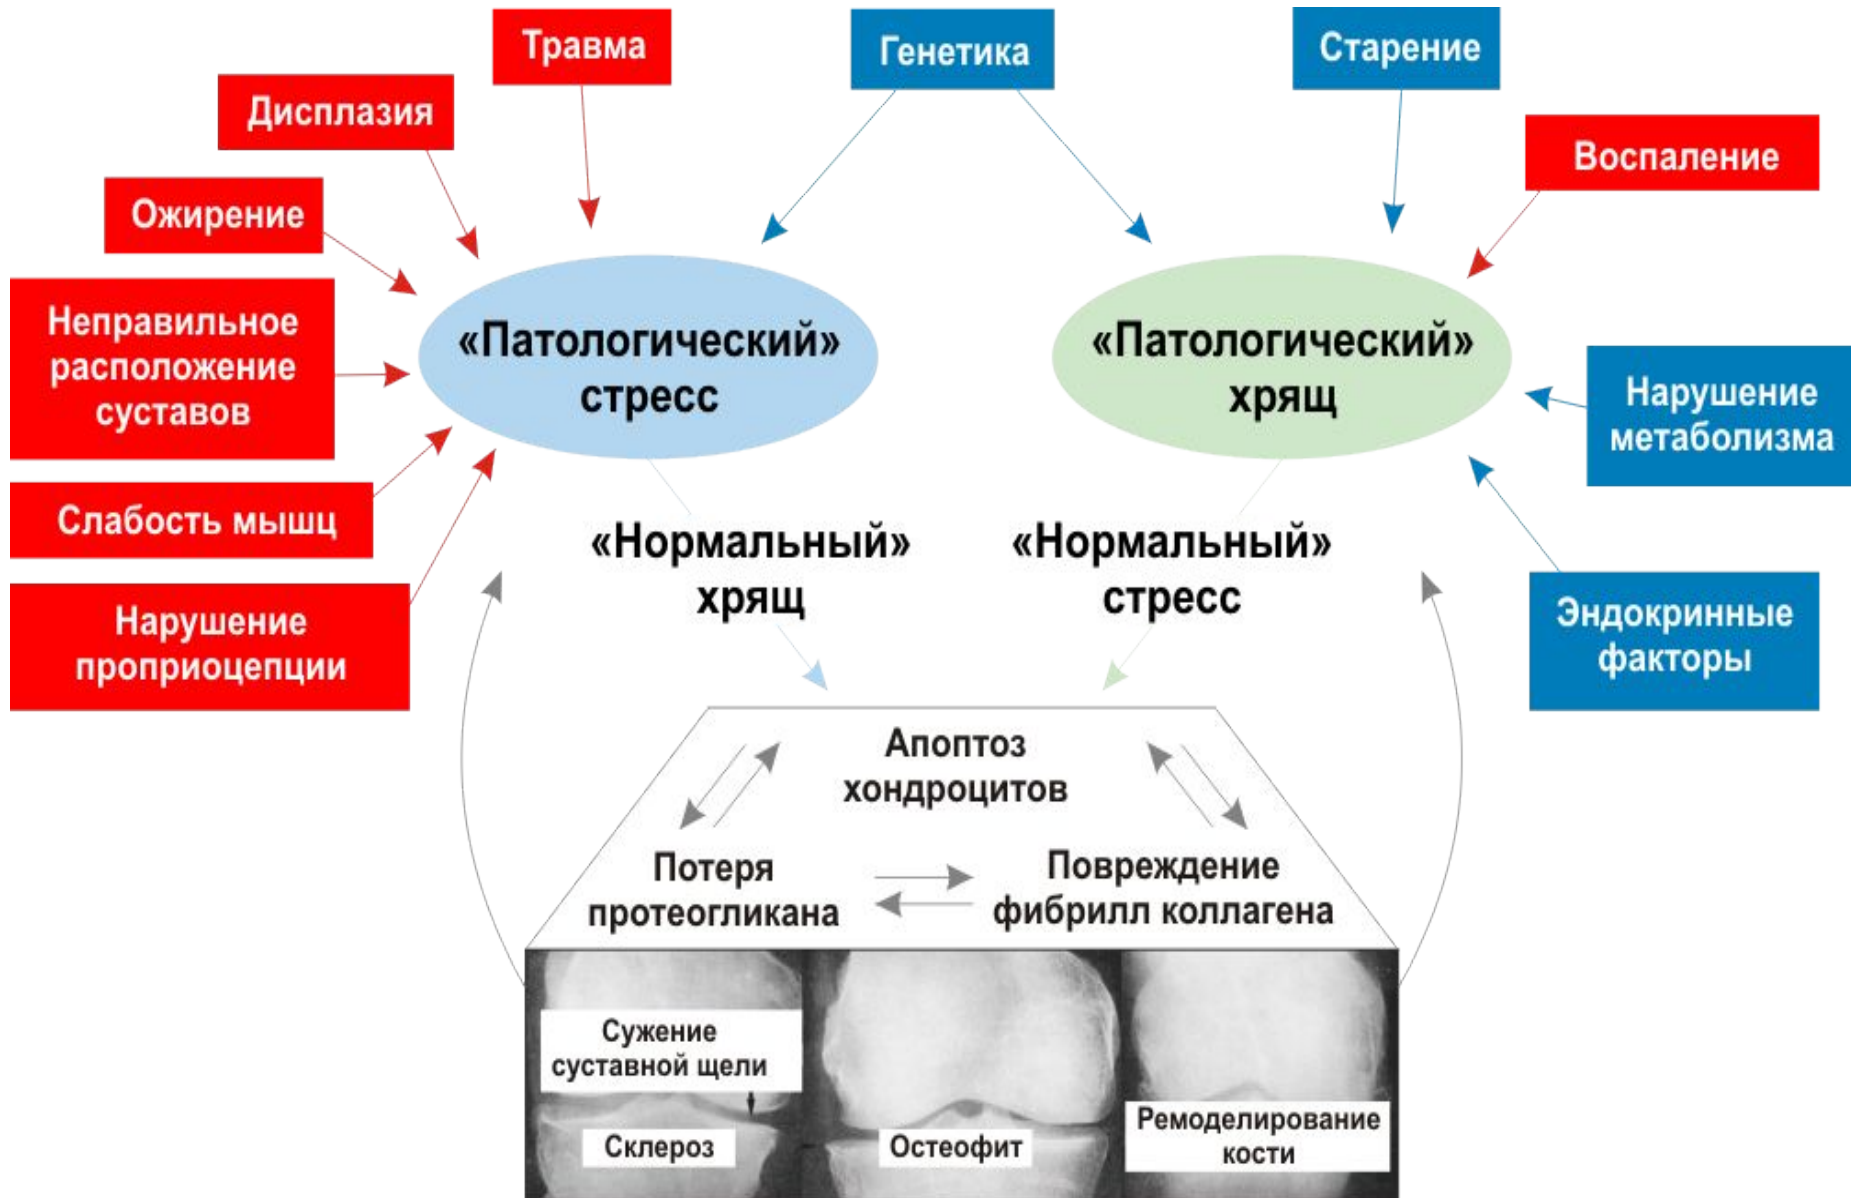 Травма
Генетика
Старение
Дисплазия
Воспаление
Ожирение
Неправильное
расположение
суставов
«Патологический»
стресс
«Патологический»
хрящ
Нарушение
метаболизма
Слабость мышц
«Нормальный»
хрящ
«Нормальный»
стресс
Нарушение
проприоцепции
Эндокринные
факторы
Апоптоз
хондроцитов
Потеря
протеогликана
Повреждение
фибрилл коллагена
Сужение
суставной щели
Склероз
Остеофит
Ремоделирование
кости